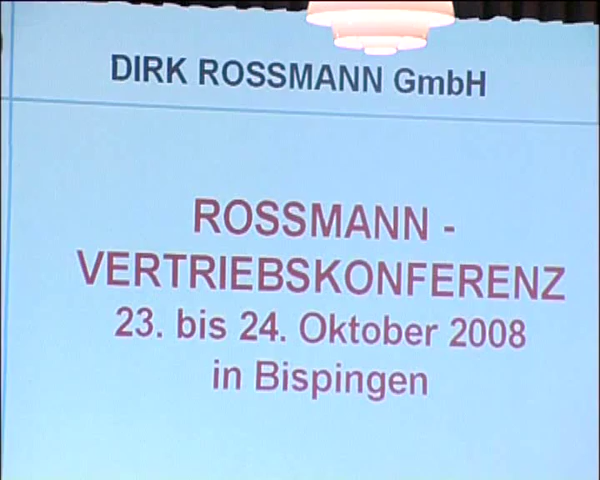 DIRK ROSSMANN GmbH
ROSSMANN -
VERTRIEBSKONFERENZ
23. bis 24. Oktober 2008
in Bispingen